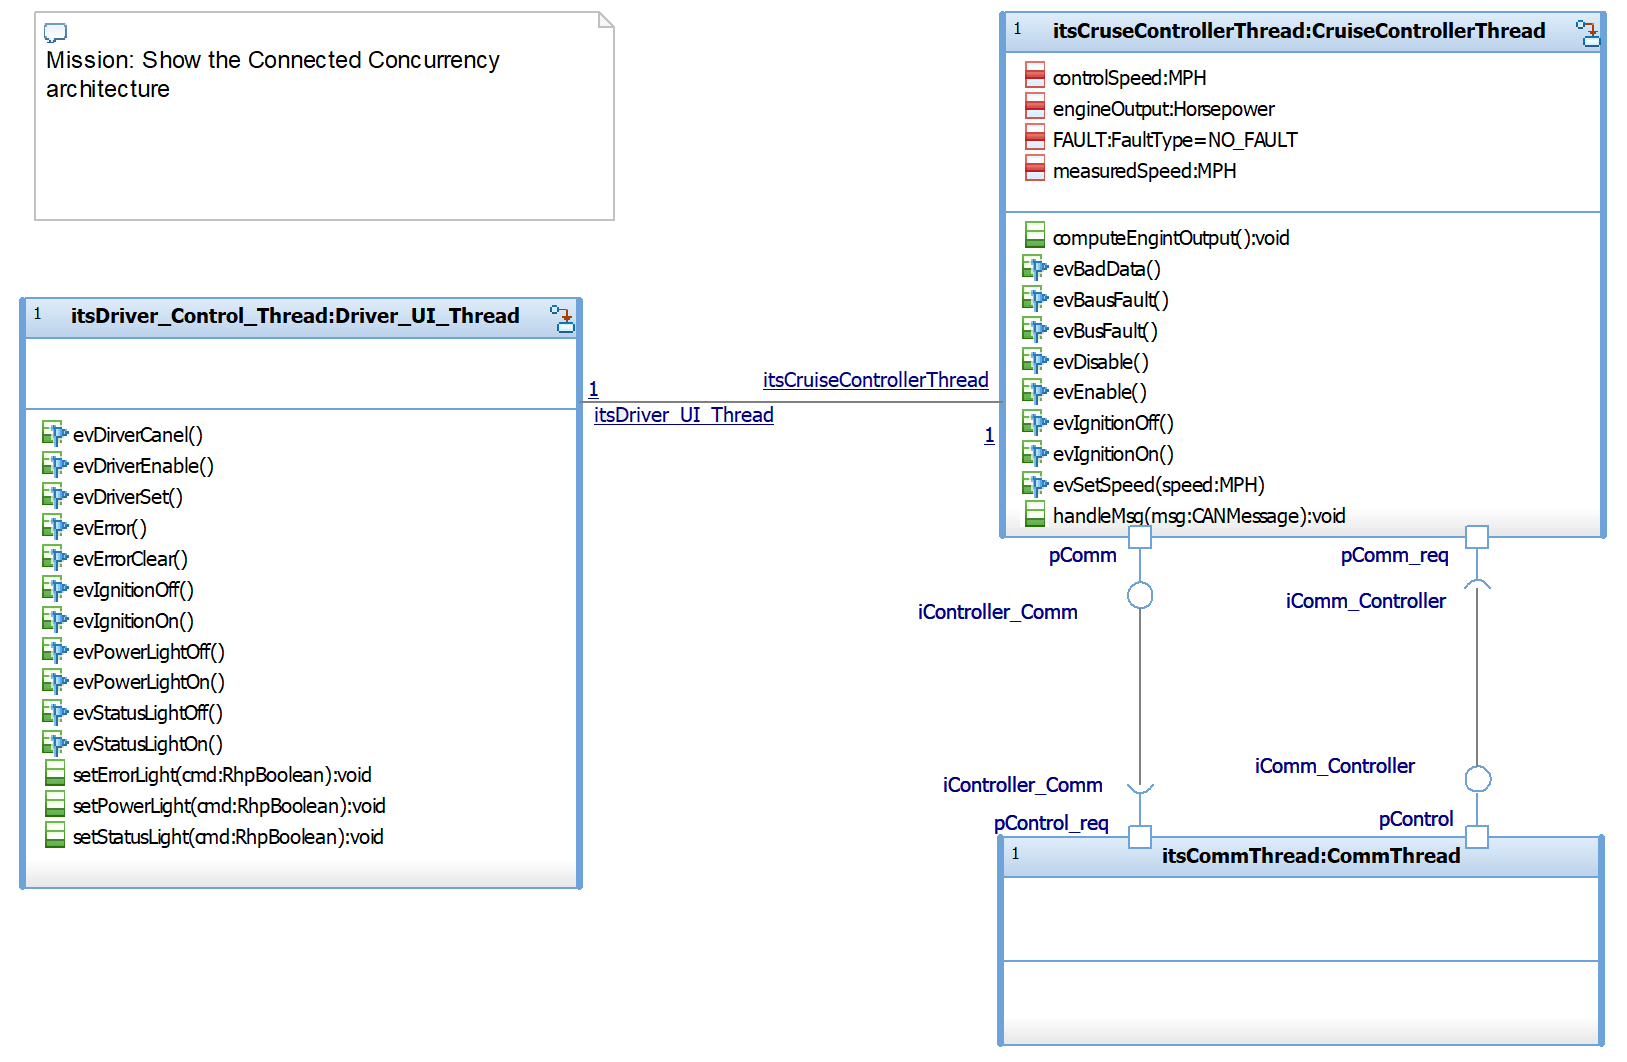 Mission: Show the Connected Concurrency
architecture
1
itsCruseControllerThread:CruiseControllerThread
controlSpeed:MPH
engineOutput:Horsepower
FAULT:FaultType=NO_FAULT
measuredSpeed:MPH
computeEngintOutput():void
evBadData()
evBausFault()
evBusFault()
evDisable()
evEnable()
evIgnitionOff()
evIgnitionOn()
evSetSpeed(speed:MPH)
handleMsg(msg:CANMessage):void
1
itsDriver_Control_Thread:Driver_UI_Thread
evDirverCanel()
evDriverEnable()
evDriverSet()
evError()
evErrorClear()
evIgnitionOff()
evIgnitionOn()
evPowerLightOff()
evPowerLightOn()
evStatusLightOff()
evStatusLightOn()
setErrorLight(cmd:RhpBoolean):void
setPowerLight(cmd:RhpBoolean):void
setStatusLight(cmd:RhpBoolean):void
itsCruiseControllerThread
1
itsDriver_UI_Thread
1
pComm
pComm_req
iController_Comm
iComm_Controller
iController_Comm
iComm_Controller
pControl_req
pControl
1
itsCommThread:CommThread